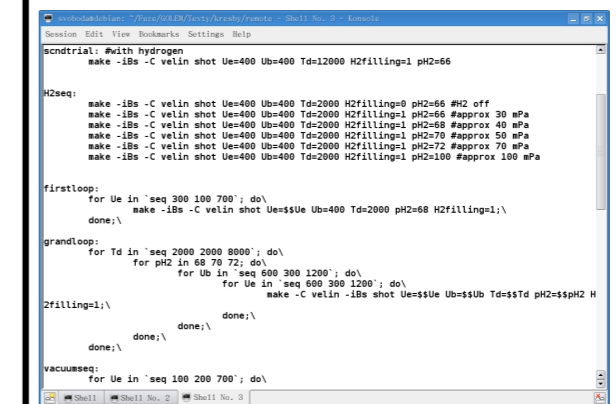 svoboda@debian: ~/Fuze/GOLEM/Texty/kresby/remote - Shell No. 3 - Konsole
Session Edit View Bookmarks Settings Help
scndtrial: #with hydrogen
make -iBs -C velin shot Ue=400 Ub=400 Td=12000 H2filling=1 pH2=66
H2seq:
make -iBs -C velin shot Ue=400 Ub=400 Td=2000 H2filling=0 pH2=66 #H2 off
make -iBs -C velin shot Ue=400 Ub=400 Td=2000 H2filling=1 pH2=66 #approx 30 mPa
make -iBs -C velin shot Ue=400 Ub=400 Td=2000 H2filling=1 pH2=68 #approx 40 mPa
make -iBs -C velin shot Ue=400 Ub=400 Td=2000 H2filling=1 pH2=70 #approx 50 mPa
make -iBs -C velin shot Ue=400 Ub=400 Td=2000 H2filling=1 pH2=72 #approx 70 mPa
make -iBs -C velin shot Ue=400 Ub=400 Td=2000 H2filling=1 pH2=100 #approx 100 mPa
firstloop:
for Ue in `seq 300 100 700`; do\
make -iBs -C velin shot Ue=$$Ue Ub=400 Td=2000 pH2=68 H2filling=1;\
done;\
grandloop:
for Td in `seq 2000 2000 8000`; do\
for pH2 in 68 70 72; do\
for Ub in `seq 600 300 1200`; do\
for Ue in `seq 600 300 1200`; do\
make -C velin -iBs shot Ue=$$Ue Ub=$$Ub Td=$$Td pH2=$$pH2 H
2filling=1;\
done;\
done;\
done;\
done;\
vacuumseq:
for Ue in `seq 100 200 700`; do\
Shell Shell No. 2 Shell No. 3